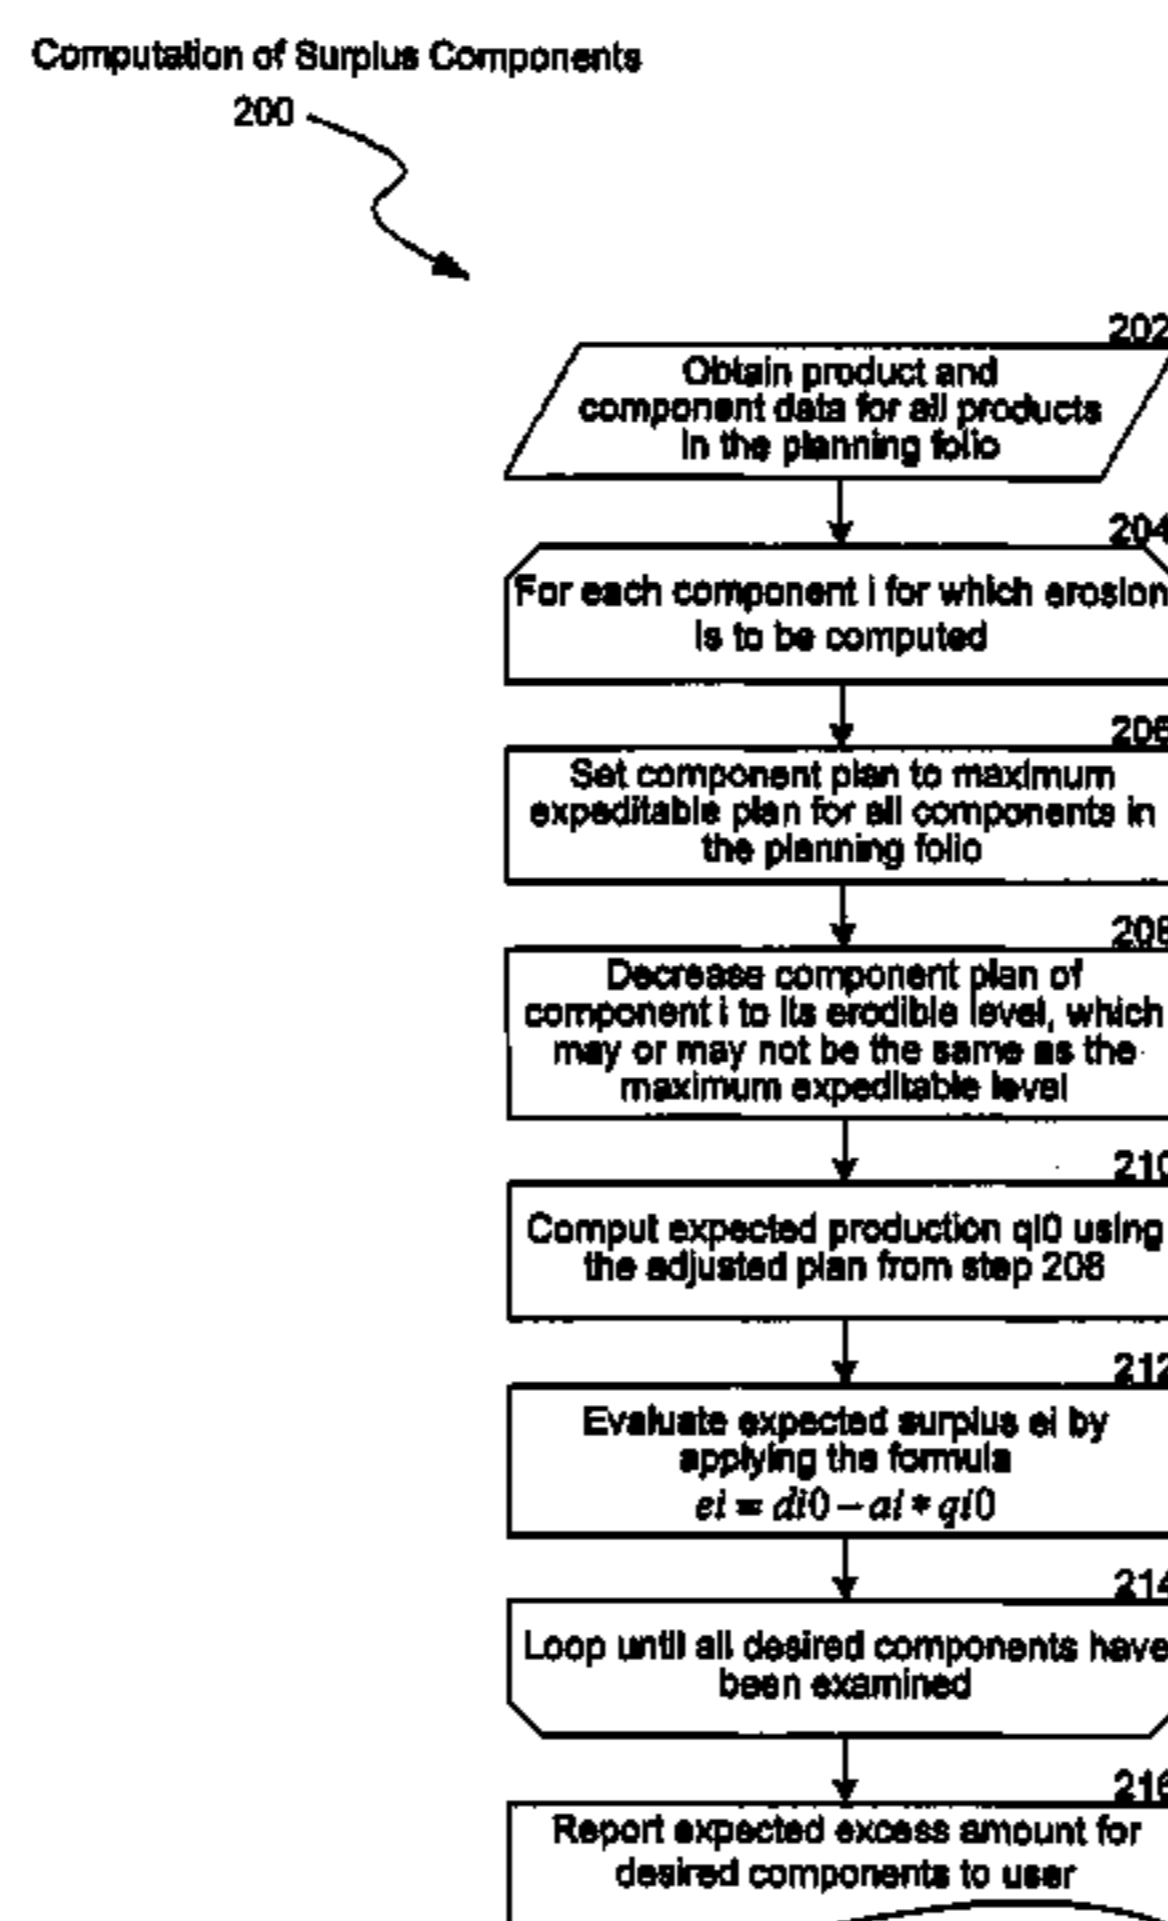 Computation of Surplus Components
200
202
Obtain product and
component data for all products
in the planning folio
204
For each component i for which erosion
is to be computed
206
Set component plan to maximum
expeditable plan for all components in
the planning folio
208
Decrease component plan of
component i to its erodible level, which
may or may not be the same as the
maximum expeditable level
210
Comput expected production qi0 using
the adjusted plan from step 208
212
Evaluate expected surplus ei by
applying the formula
ei = di0 – ai * qi0
214
Loop until all desired components have
been examined
216
Report expected excess amount for
desired components to user